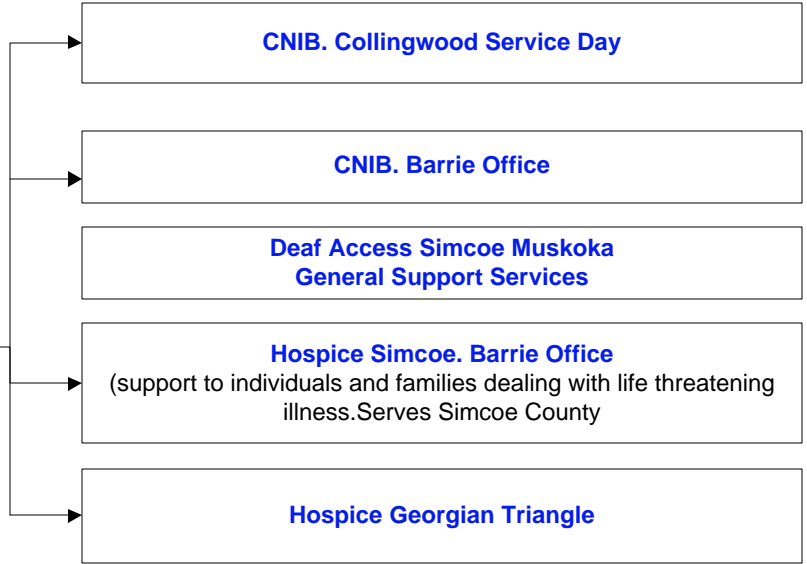 CNIB. Collingwood Service Day
CNIB. Barrie Office
Deaf Access Simcoe Muskoka
General Support Services
Hospice Simcoe. Barrie Office
(support to individuals and families dealing with life threatening
illness.Serves Simcoe County
Hospice Georgian Triangle